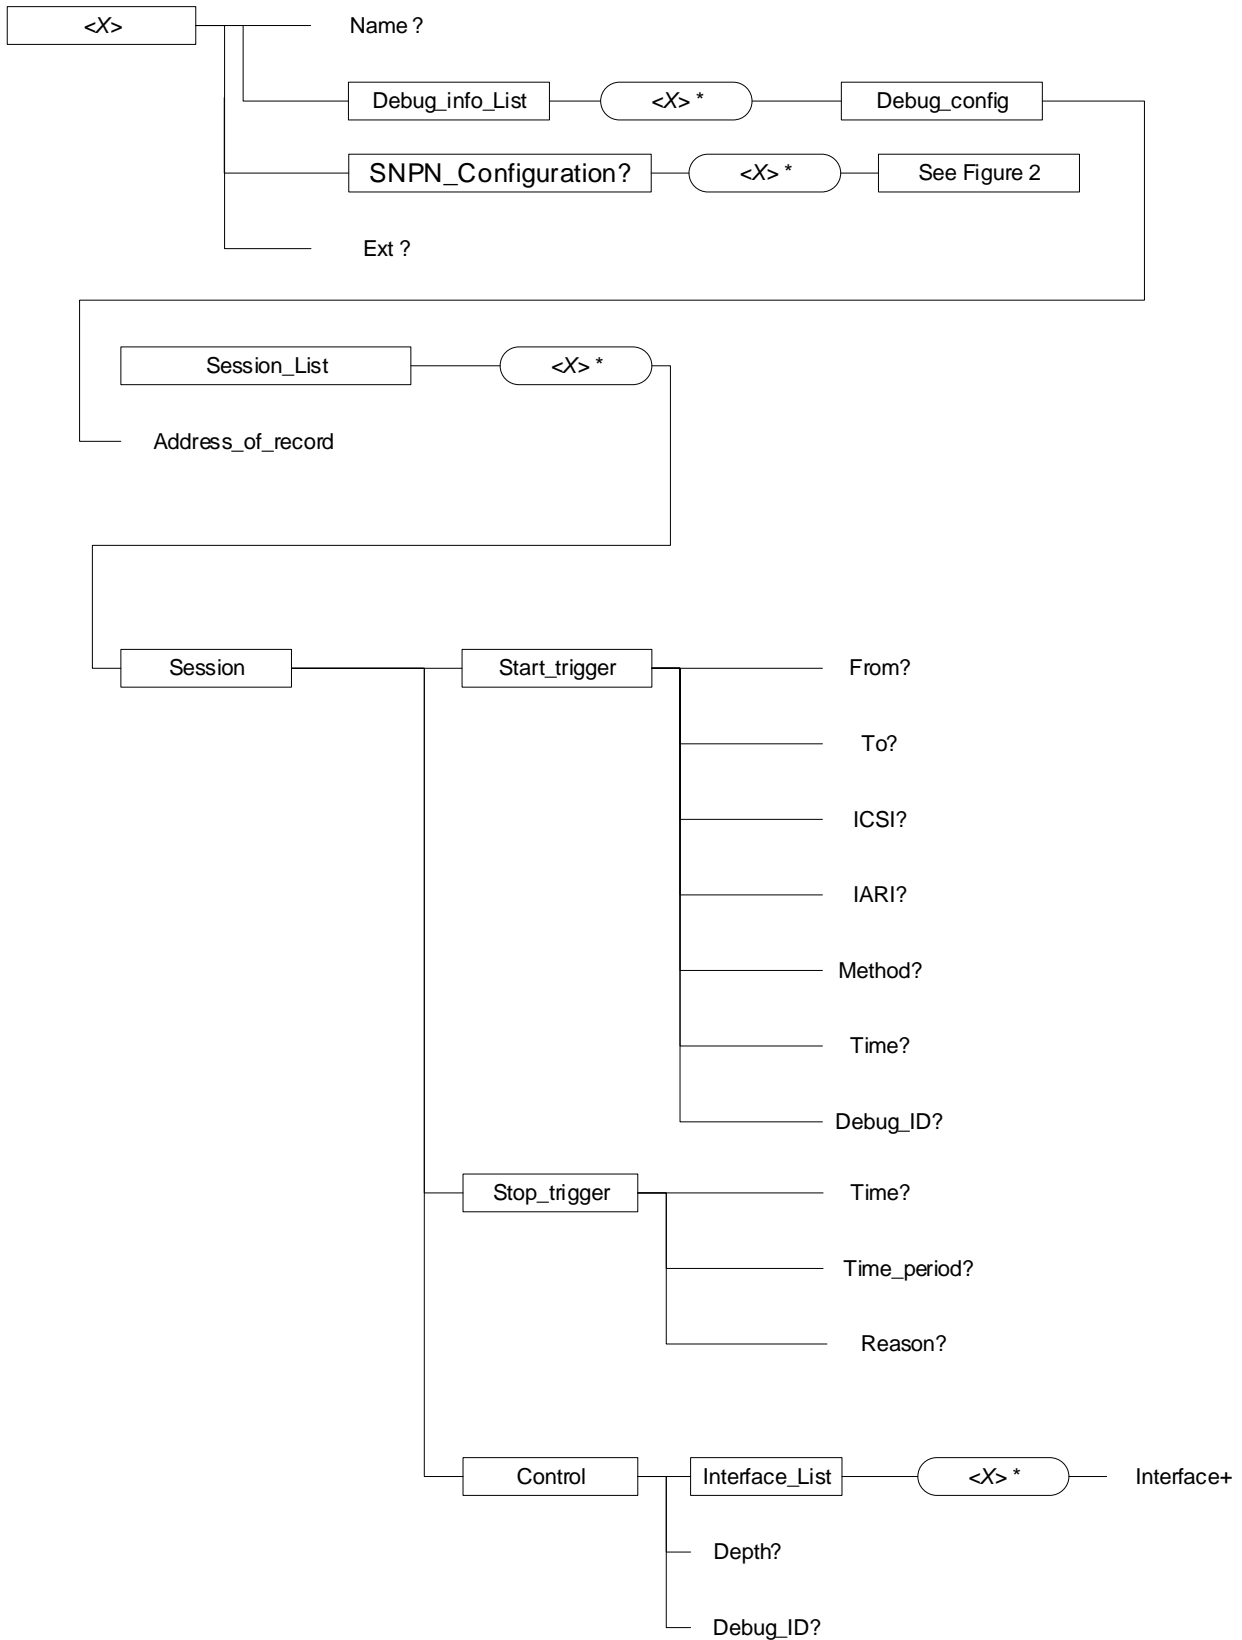 <X>
Name ?
Debug_info_List
<X> *
Debug_config
SNPN_Configuration?
<X> *
See Figure 2
Ext ?
Session_List
<X> *
Address_of_record
Session
Start_trigger
From?
To?
ICSI?
IARI?
Method?
Time?
Debug_ID?
Stop_trigger
Time?
Time_period?
Reason?
Control
Interface_List
<X> *
Interface+
Depth?
Debug_ID?